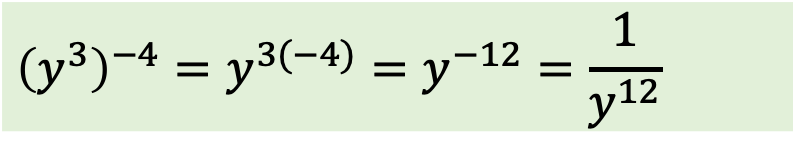 (y³)⁻⁴ = y³⁽⁻⁴⁾ = y⁻¹² = 1/y¹²